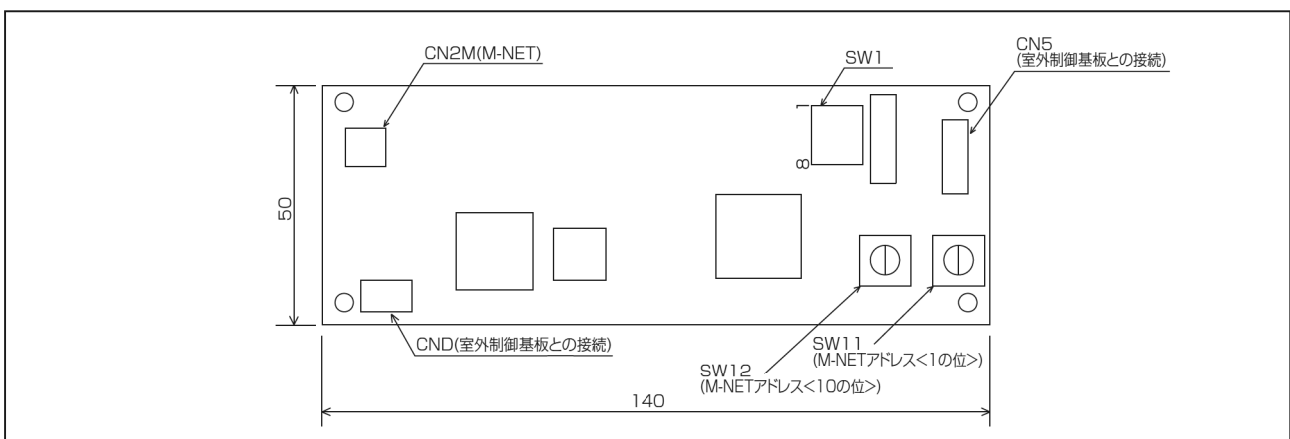 CN2M(M-NET)
SW1
CN5
(室外制御基板との接続)
1
8
50
CND(室外制御基板との接続)
SW11
(M-NETアドレス<1の位>)
SW12
(M-NETアドレス<10の位>)
140